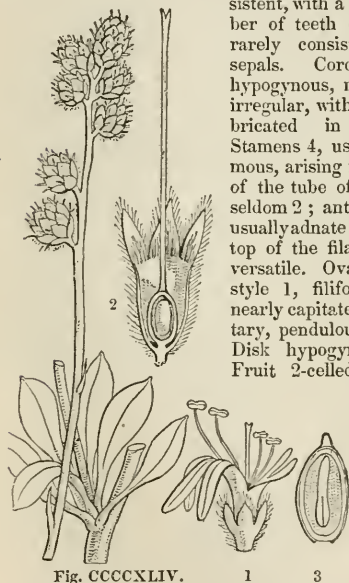 sistent, with a
ber of teeth
rarely consis
sepals. Coro
hypogynous, m
irregular, with
bricated in
Stamens 4, us
mous, arising
of the tube of
seldom 2 ; ant
usually adnate
top of the fila
versatile. Ova
style 1, filifo
nearly capitate
tary, pendulou
Disk hypogyn
Fruit 2-celled
2
Fig. CCCCXLIV. 1 3